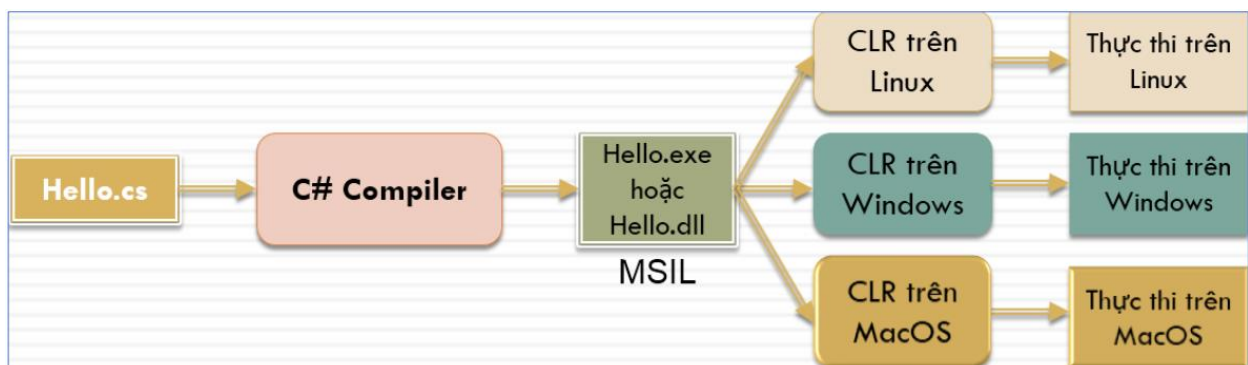 Hello.cs
C# Compiler
Hello.exe
hoặc
Hello.dll
MSIL
CLR trên
Linux
Thực thi trên
Linux
CLR trên
Windows
Thực thi trên
Windows
CLR trên
MacOS
Thực thi trên
MacOS